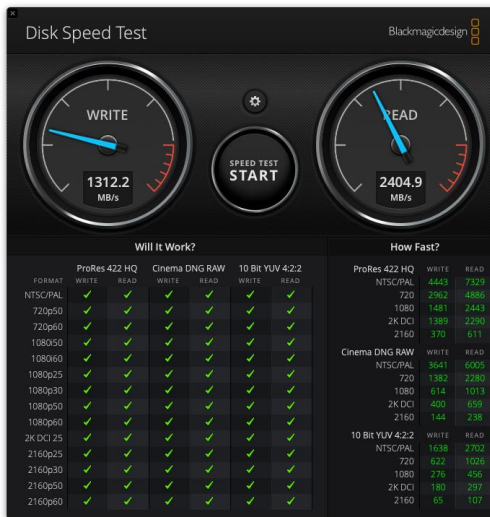 Disk Speed Test
Blackmagicdesign
WRITE
1312.2
MB/s
SPEED TEST
START
READ
2404.9
MB/s
Will It Work?
ProRes 422 HQ Cinema DNG RAW 10 Bit YUV 4:2:2
FORMAT WRITE READ WRITE READ WRITE READ
NTSC/PAL ✓ ✓ ✓ ✓ ✓ ✓
720p50 ✓ ✓ ✓ ✓ ✓ ✓
720p60 ✓ ✓ ✓ ✓ ✓ ✓
1080i50 ✓ ✓ ✓ ✓ ✓ ✓
1080i60 ✓ ✓ ✓ ✓ ✓ ✓
1080p25 ✓ ✓ ✓ ✓ ✓ ✓
1080p30 ✓ ✓ ✓ ✓ ✓ ✓
1080p50 ✓ ✓ ✓ ✓ ✓ ✓
1080p60 ✓ ✓ ✓ ✓ ✓ ✓
2K DCI 25 ✓ ✓ ✓ ✓ ✓ ✓
2160p25 ✓ ✓ ✓ ✓ ✓ ✓
2160p30 ✓ ✓ ✓ ✓ ✓ ✓
2160p50 ✓ ✓ ✓ ✓ ✓ ✓
2160p60 ✓ ✓ ✓ ✓ ✓ ✓
How Fast?
ProRes 422 HQ WRITE READ
NTSC/PAL 4443 7329
720 2962 4886
1080 1481 2443
2K DCI 1389 2290
2160 370 611
Cinema DNG RAW WRITE READ
NTSC/PAL 3641 6005
720 1382 2280
1080 614 1013
2K DCI 400 659
2160 144 238
10 Bit YUV 4:2:2 WRITE READ
NTSC/PAL 1638 2702
720 622 1026
1080 276 456
2K DCI 180 297
2160 65 107